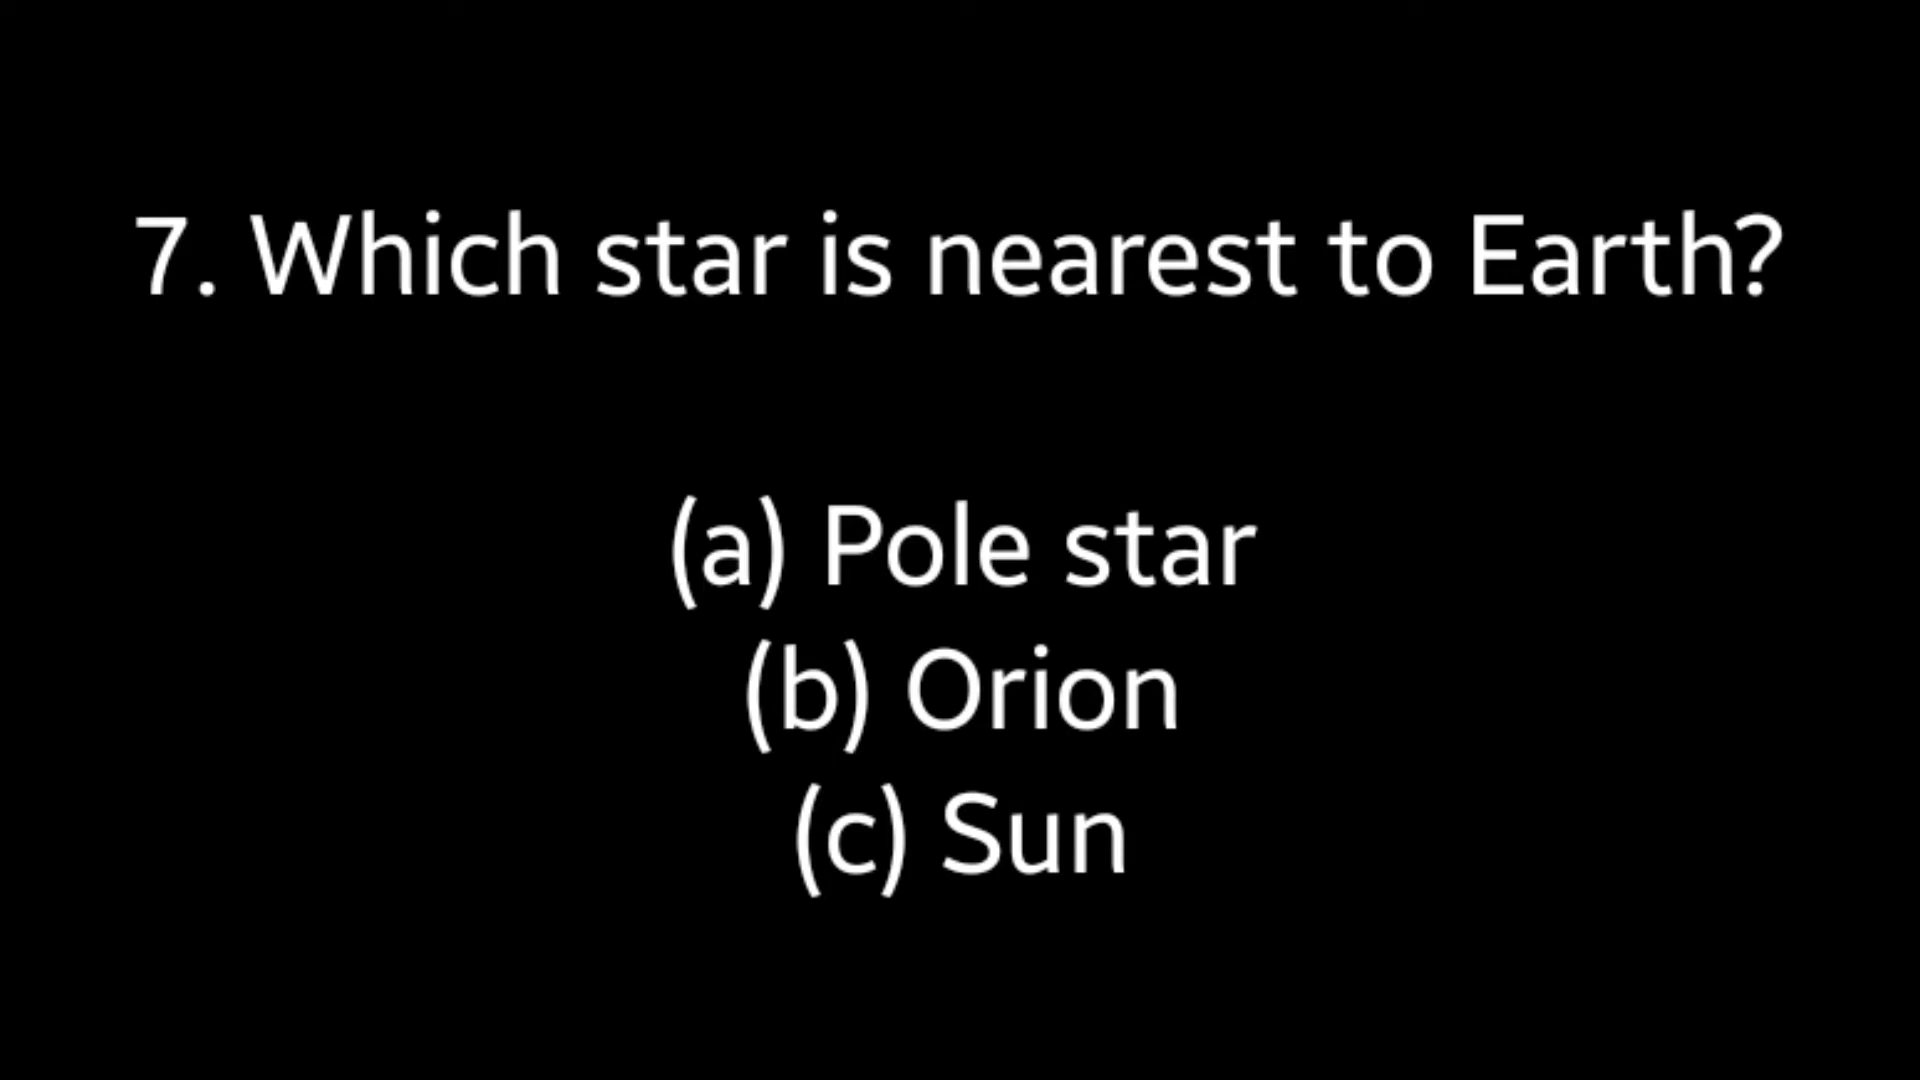 7. Which star is nearest to Earth?
(a) Pole star
(b) Orion
(c) Sun